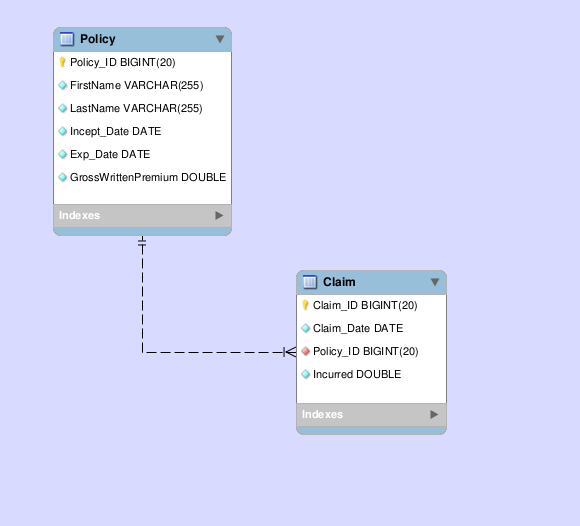 Policy
Policy_ID BIGINT(20)
FirstName VARCHAR(255)
LastName VARCHAR(255)
Incept_Date DATE
Exp_Date DATE
GrossWrittenPremium DOUBLE
Indexes
Claim
Claim_ID BIGINT(20)
Claim_Date DATE
Policy_ID BIGINT(20)
Incurred DOUBLE
Indexes